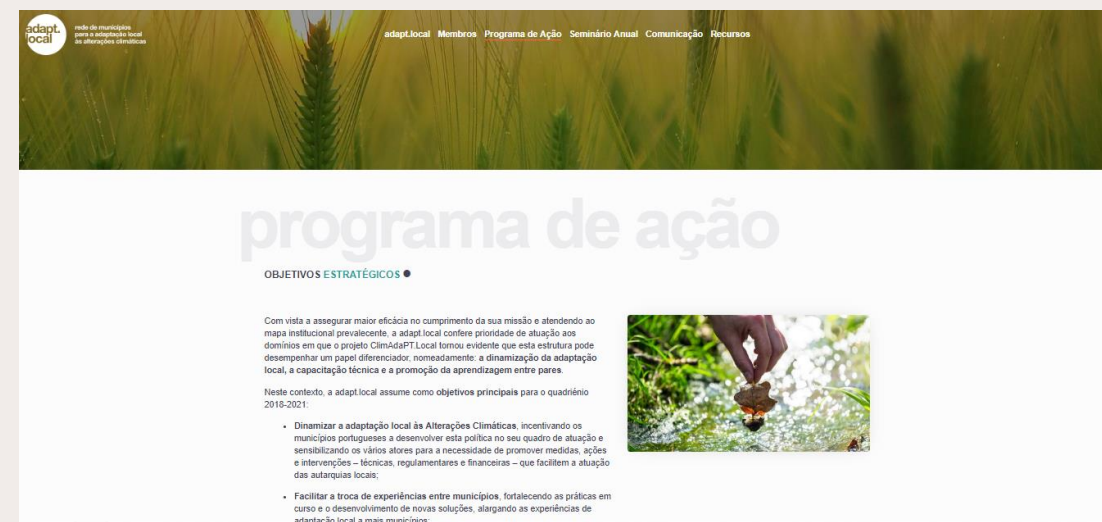 adapt.
local
rede de municípios
para a adaptação local
às alterações climáticas
adapt.local Membros Programa de Ação Seminário Anual Comunicação Recursos
programa de ação
OBJETIVOS ESTRATÉGICOS
Com vista a assegurar maior eficácia no cumprimento da sua missão e atendendo ao
mapa institucional prevalecente, a adapt.local confere prioridade de atuação aos
domínios em que o projeto ClimAdaPT.Local tornou evidente que esta estrutura pode
desempenhar um papel diferenciador, nomeadamente: a dinamização da adaptação
local, a capacitação técnica e a promoção da aprendizagem entre pares.
Neste contexto, a adapt.local assume como objetivos principais para o quadriénio
2018-2021:
• Dinamizar a adaptação local às Alterações Climáticas, incentivando os
municípios portugueses a desenvolver esta política no seu quadro de atuação e
sensibilizando os vários atores para a necessidade de promover medidas, ações
e intervenções – técnicas, regulamentares e financeiras – que facilitem a atuação
das autarquias locais;
• Facilitar a troca de experiências entre municípios, fortalecendo as práticas em
curso e o desenvolvimento de novas soluções, alargando as experiências de
adaptação local a mais municípios;